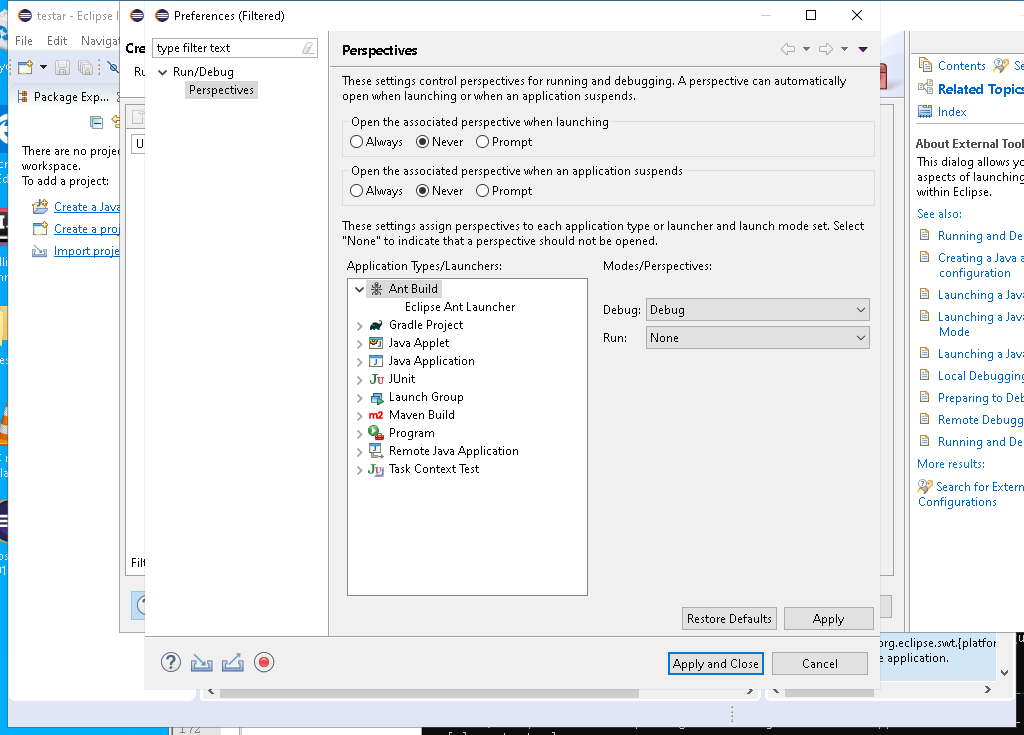 testar - Eclipse
Preferences (Filtered)
File Edit Naviga
Cre
type filter text
Perspectives
Ru
Run/Debug
Perspectives
These settings control perspectives for running and debugging. A perspective can automatically
open when launching or when an application suspends.
Open the associated perspective when launching
Always Never Prompt
Open the associated perspective when an application suspends
Always Never Prompt
These settings assign perspectives to each application type or launcher and launch mode set. Select
"None" to indicate that a perspective should not be opened.
Application Types/Launchers:
Modes/Perspectives:
Ant Build
Eclipse Ant Launcher
Gradle Project
Java Applet
Java Application
JUnit
Launch Group
Maven Build
Program
Remote Java Application
Task Context Test
Debug: Debug
Run: None
Restore Defaults Apply
Apply and Close Cancel
Package Exp...
There are no projec
workspace.
To add a project:
Create a Java
Create a proj
Import proje
Filt
Contents Se
Related Topics
Index
About External Tool
This dialog allows yo
aspects of launching
within Eclipse.
See also:
Running and De
Creating a Java a
configuration
Launching a Java
Launching a Java
Mode
Launching a Java
Local Debugging
Preparing to Deb
Remote Debugg
Running and De
More results:
Search for Extern
Configurations
org.eclipse.swt.{platfor
e application.
172